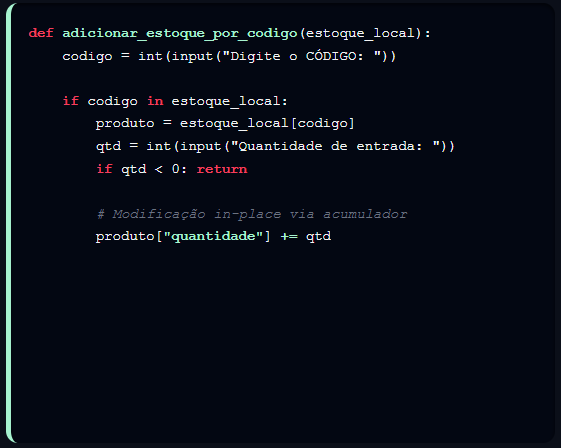 def adicionar_estoque_por_codigo(estoque_local):
    codigo = int(input("Digite o CÓDIGO: "))

    if codigo in estoque_local:
        produto = estoque_local[codigo]
        qtd = int(input("Quantidade de entrada: "))
        if qtd < 0: return

        # Modificação in-place via acumulador
        produto["quantidade"] += qtd